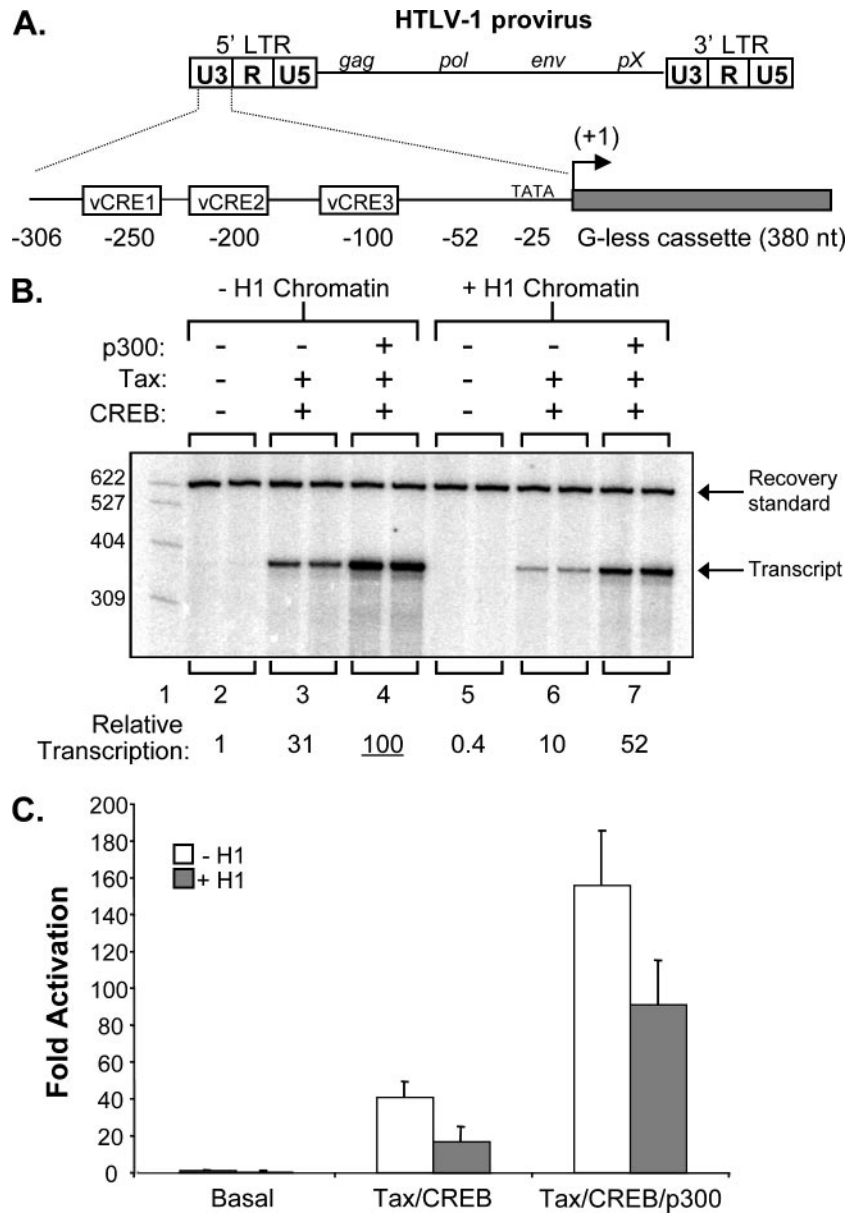 A.
HTLV-1 provirus
5’ LTR
3’ LTR
U3 R U5
gag pol env pX
U3 R U5
(+1)
TATA
vCRE1 vCRE2 vCRE3
-306 -250 -200 -100 -52 -25 G-less cassette (380 nt)
B.
- H1 Chromatin + H1 Chromatin
p300: - - + - - +
Tax: - + + - + +
CREB: - + + - + +
622
527
404
309
Recovery
standard
Transcript
1 2 3 4 5 6 7
Relative
Transcription: 1 31 100 0.4 10 52
C.
Fold Activation
200
180
160
140
120
100
80
60
40
20
0
- H1
+ H1
Basal Tax/CREB Tax/CREB/p300